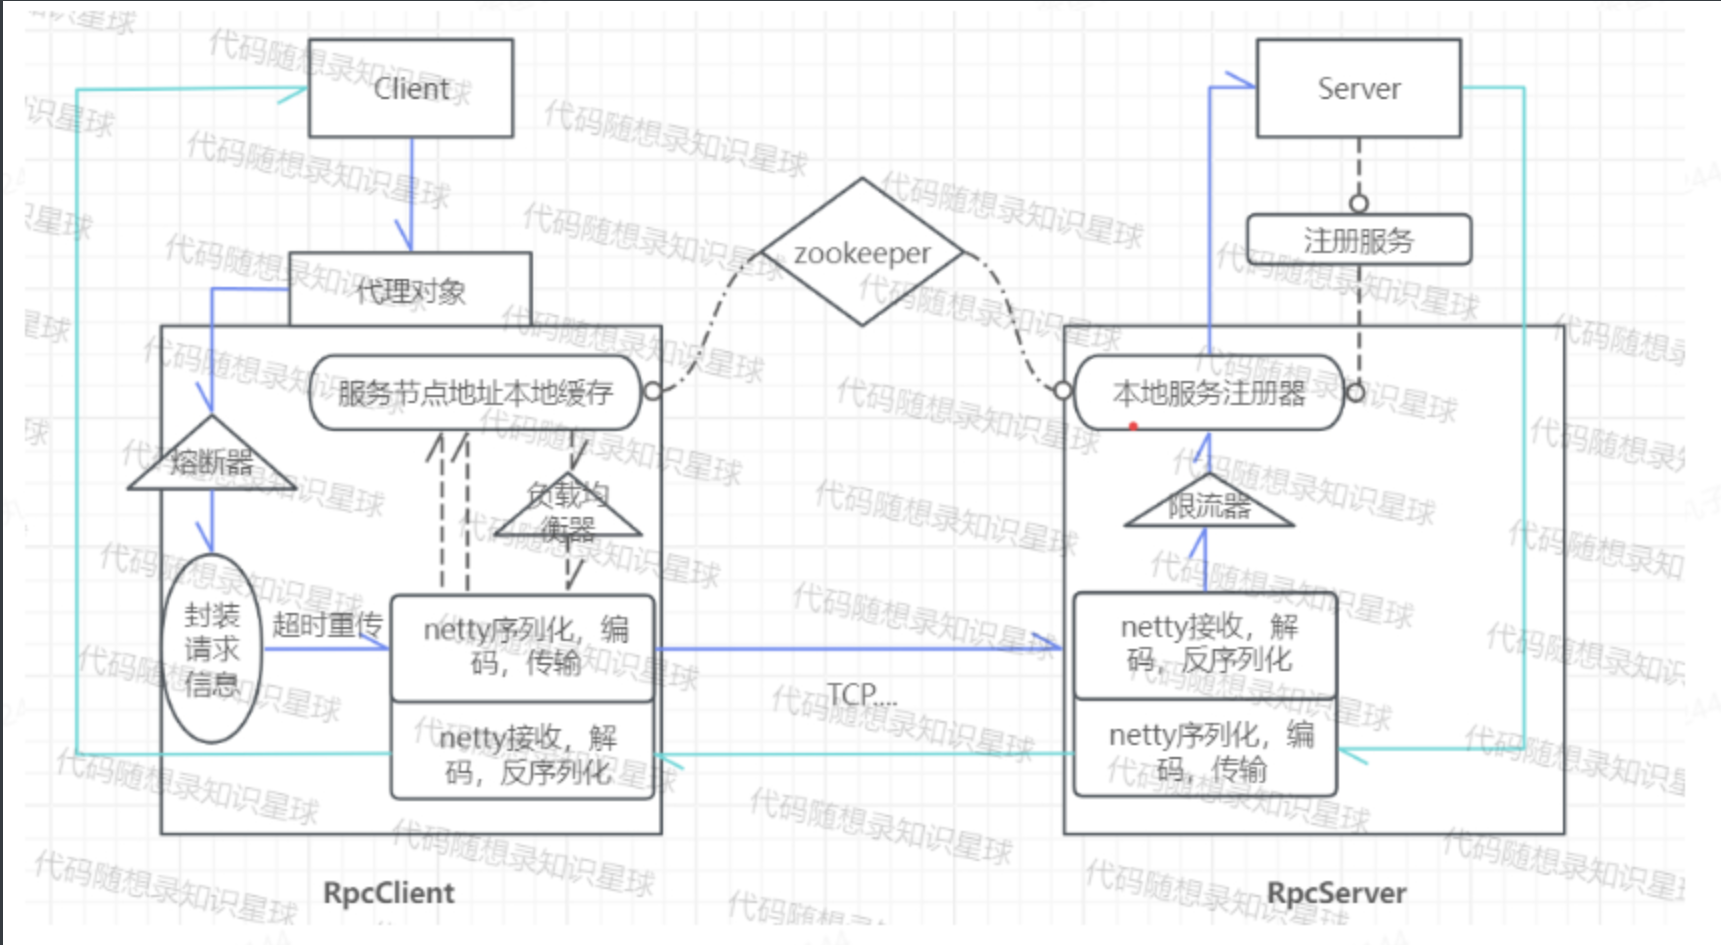 Client
Server
zookeeper
注册服务
代理对象
服务节点地址本地缓存
本地服务注册器
熔断器
负载均
衡器
限流器
封装
请求
信息
超时重传
netty序列化，编
码，传输
netty接收，解
码，反序列化
TCP....
netty接收，解
码，反序列化
netty序列化，编
码，传输
RpcClient
RpcServer
代码随想录知识星球